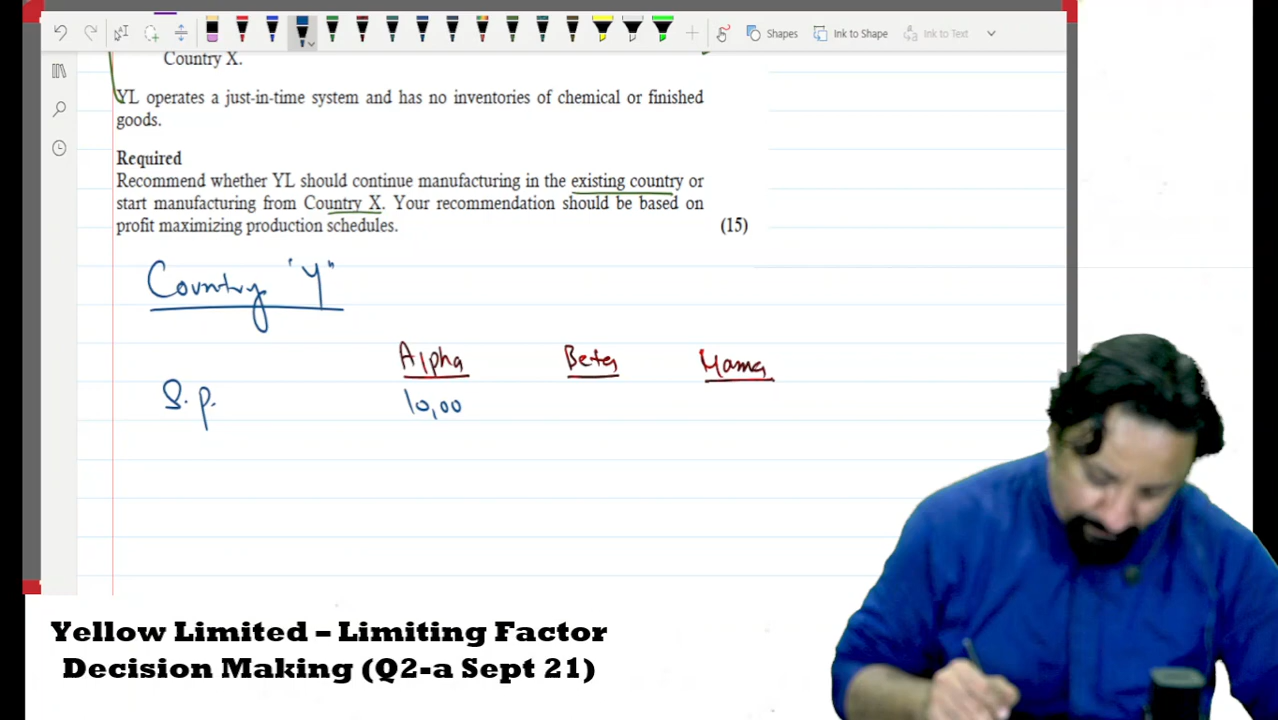 Shapes
Ink to Shape
Ink to Text
Country X.
YL operates a just-in-time system and has no inventories of chemical or finished
goods.
Required
Recommend whether YL should continue manufacturing in the existing country or
start manufacturing from Country X. Your recommendation should be based on
profit maximizing production schedules.
(15)
Country "Y"
Alpha Beta Mama
S.p. 10,00
Yellow Limited – Limiting Factor
Decision Making (Q2-a Sept 21)